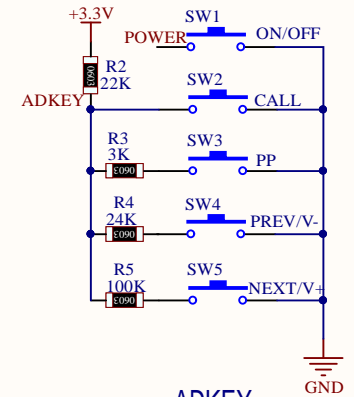 +3.3V
SW1
POWER
ON/OFF
R2
0603
22K
SW2
ADKEY
CALL
R3
3K
0603
SW3
PP
R4
24K
0603
SW4
PREV/V-
R5
100K
0603
SW5
NEXT/V+
GND
ADKEY